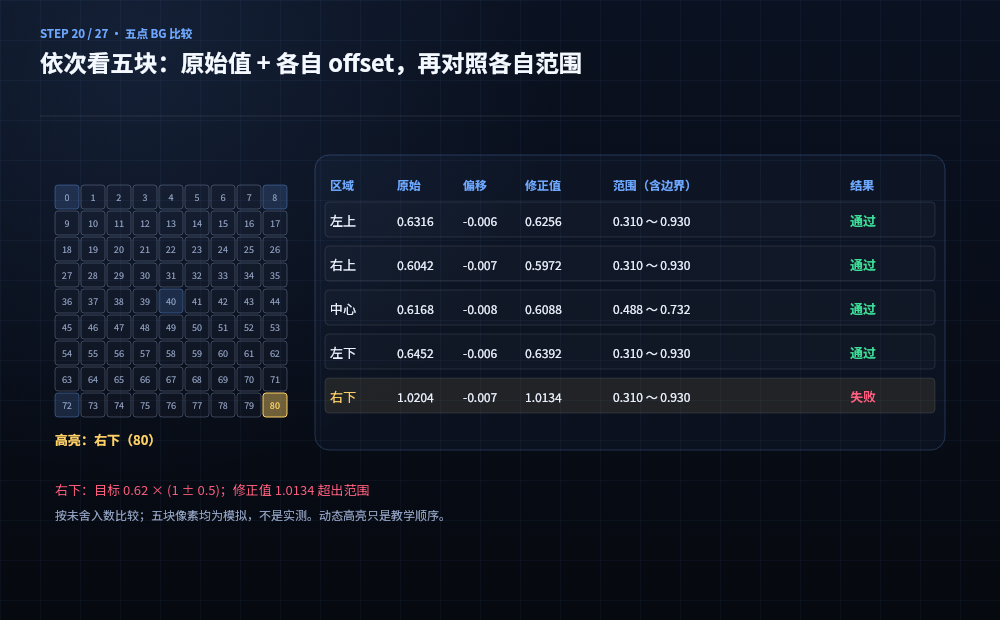 STEP 20 / 27 · 五点 BG 比较
依次看五块：原始值 + 各自 offset，再对照各自范围
0 1 2 3 4 5 6 7 8
9 10 11 12 13 14 15 16 17
18 19 20 21 22 23 24 25 26
27 28 29 30 31 32 33 34 35
36 37 38 39 40 41 42 43 44
45 46 47 48 49 50 51 52 53
54 55 56 57 58 59 60 61 62
63 64 65 66 67 68 69 70 71
72 73 74 75 76 77 78 79 80
高亮：右下（80）
区域 原始 偏移 修正值 范围（含边界） 结果
左上 0.6316 -0.006 0.6256 0.310 ～ 0.930 通过
右上 0.6042 -0.007 0.5972 0.310 ～ 0.930 通过
中心 0.6168 -0.008 0.6088 0.488 ～ 0.732 通过
左下 0.6452 -0.006 0.6392 0.310 ～ 0.930 通过
右下 1.0204 -0.007 1.0134 0.310 ～ 0.930 失败
右下：目标 0.62 × (1 ± 0.5)；修正值 1.0134 超出范围
按未舍入数比较；五块像素均为模拟，不是实测。动态高亮只是教学顺序。